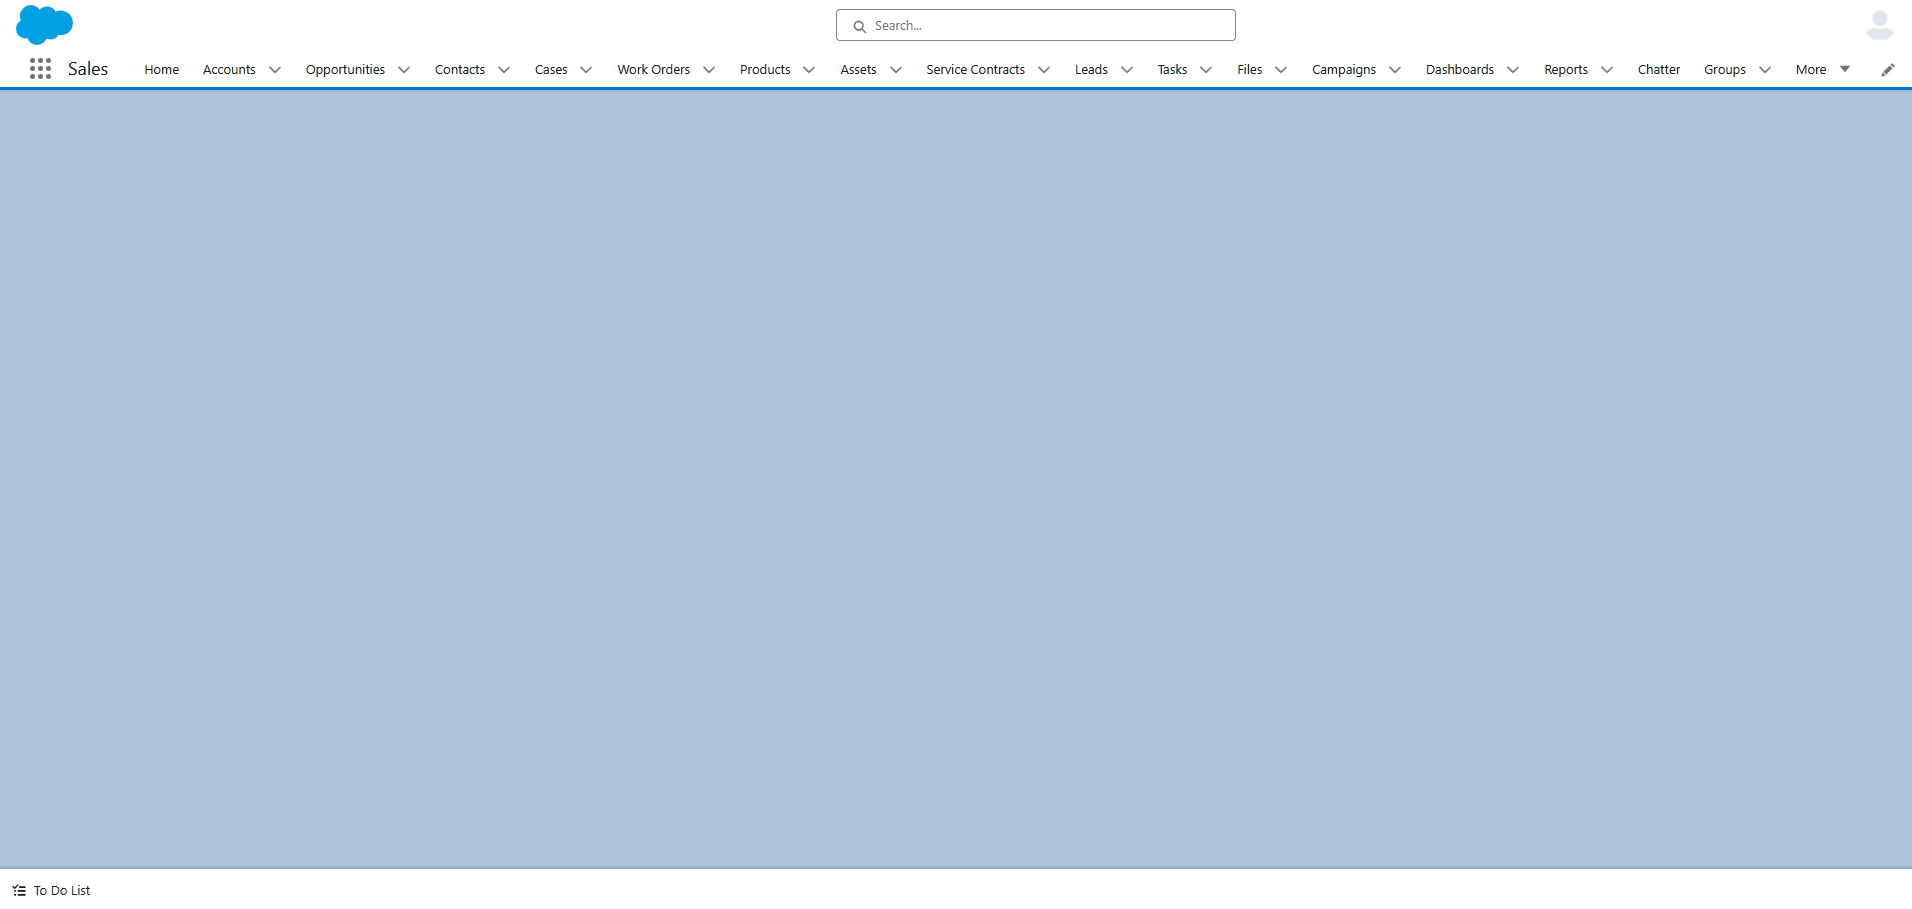 Search...
Sales Home Accounts Opportunities Contacts Cases Work Orders Products Assets Service Contracts Leads Tasks Files Campaigns Dashboards Reports Chatter Groups More
To Do List